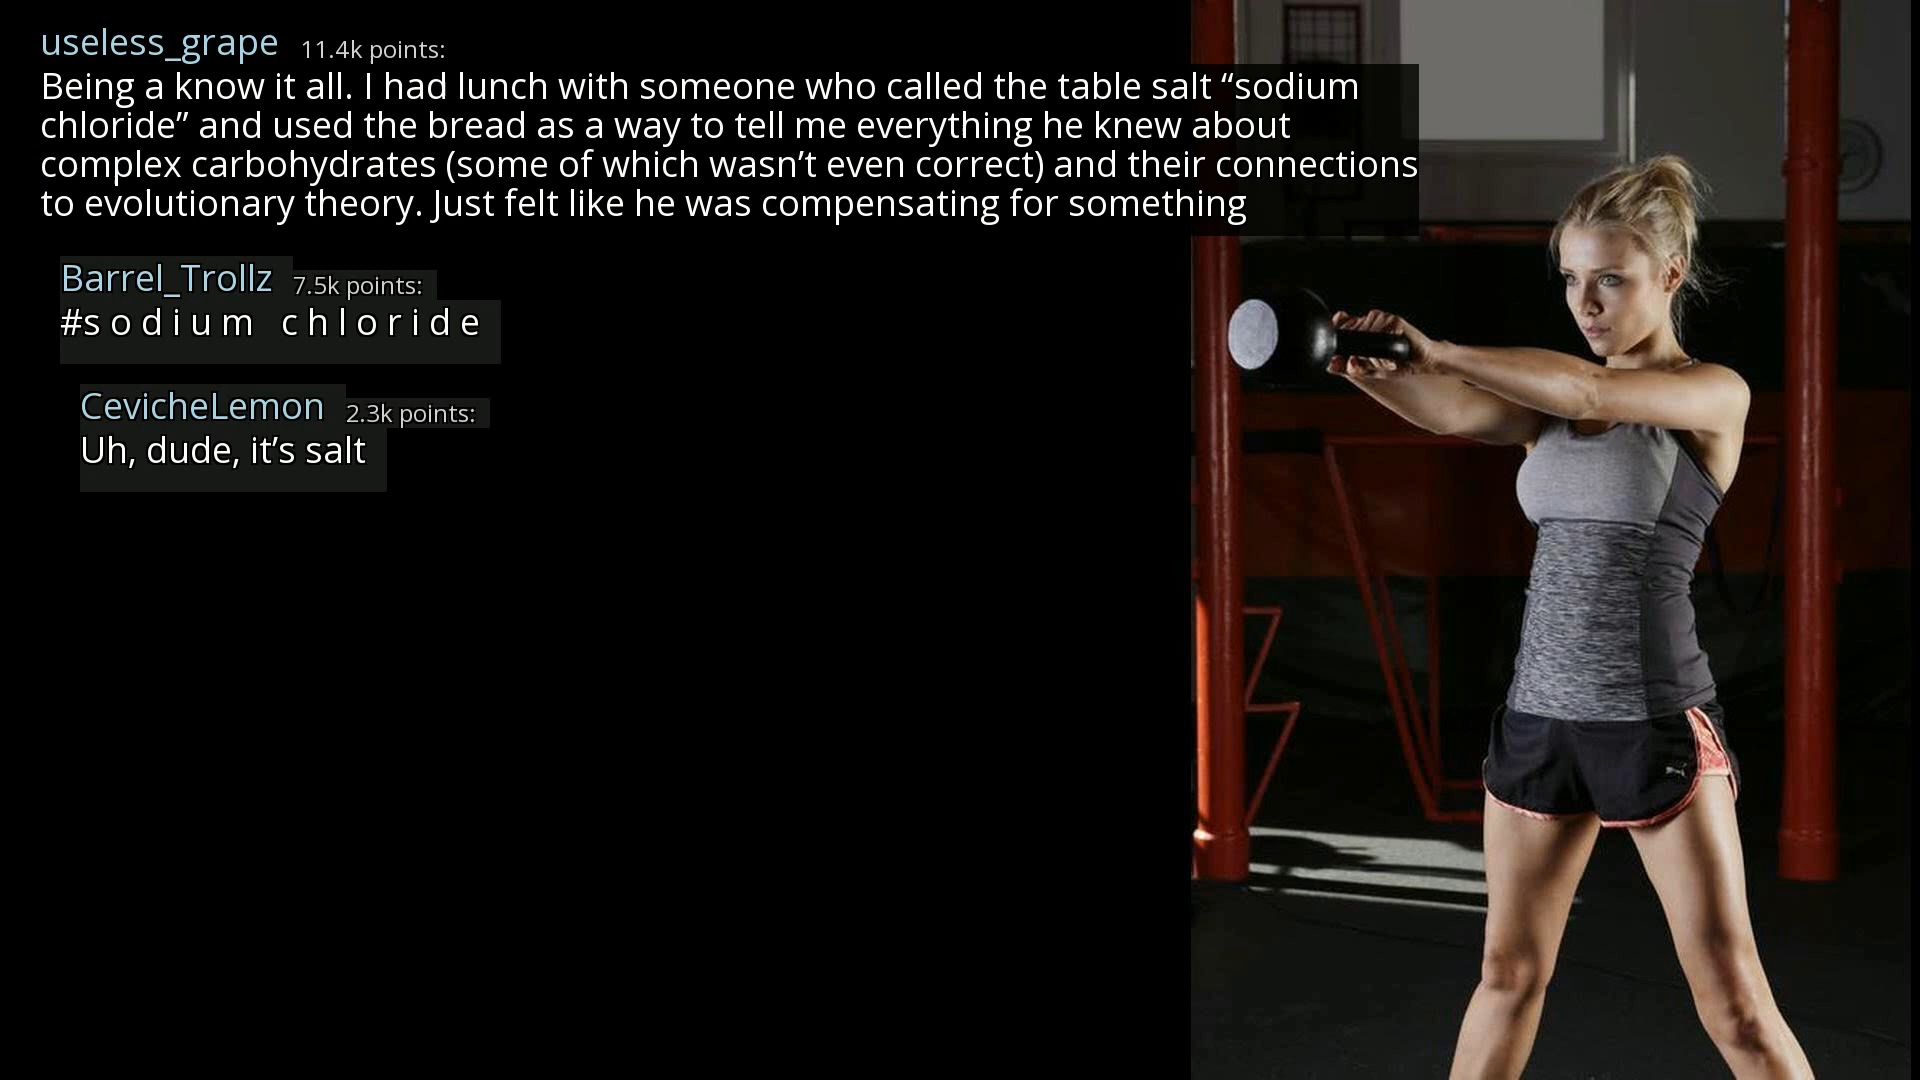 useless_grape 11.4k points:
Being a know it all. I had lunch with someone who called the table salt “sodium
chloride” and used the bread as a way to tell me everything he knew about
complex carbohydrates (some of which wasn’t even correct) and their connections
to evolutionary theory. Just felt like he was compensating for something
Barrel_Trollz 7.5k points:
#s o d i u m   c h l o r i d e
CevicheLemon 2.3k points:
Uh, dude, it’s salt